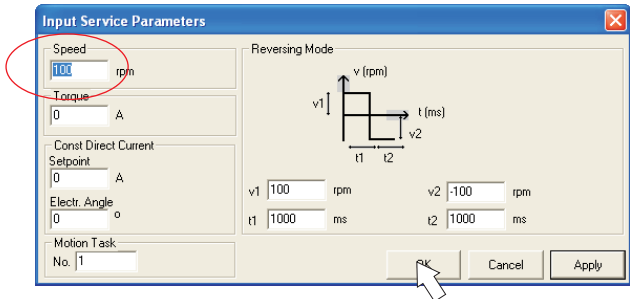 Input Service Parameters
Speed
100 rpm
Torque
0 A
Const Direct Current
Setpoint
0 A
Electr. Angle
0 °
Motion Task
No. 1
Reversing Mode
v (rpm)
v1
t (ms)
v2
t1 t2
v1 100 rpm v2 -100 rpm
t1 1000 ms t2 1000 ms
OK Cancel Apply